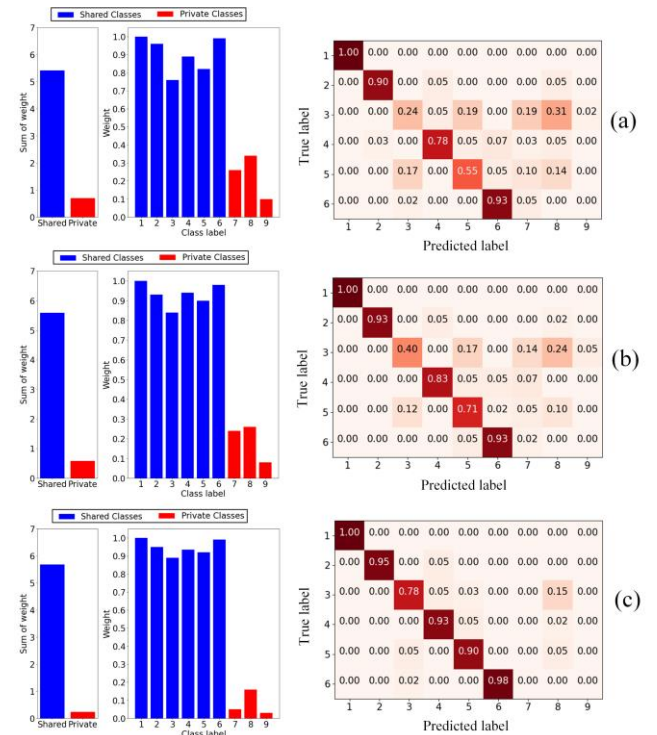 Shared Classes Private Classes
7
6
5
4
3
2
1
0
Sum of weight
Shared Private
1.0
0.9
0.8
0.7
0.6
0.5
0.4
0.3
0.2
0.1
0.0
Weight
1 2 3 4 5 6 7 8 9
Class label
True label
1 1.00 0.00 0.00 0.00 0.00 0.00 0.00 0.00 0.00
2 0.00 0.90 0.00 0.05 0.00 0.00 0.00 0.05 0.00
3 0.00 0.00 0.24 0.05 0.19 0.00 0.19 0.31 0.02
4 0.00 0.03 0.00 0.78 0.05 0.07 0.03 0.05 0.00
5 0.00 0.00 0.17 0.00 0.55 0.05 0.10 0.14 0.00
6 0.00 0.00 0.02 0.00 0.00 0.93 0.05 0.00 0.00
1 2 3 4 5 6 7 8 9
Predicted label
(a)
Shared Classes Private Classes
7
6
5
4
3
2
1
0
Sum of weight
Shared Private
1.0
0.9
0.8
0.7
0.6
0.5
0.4
0.3
0.2
0.1
0.0
Weight
1 2 3 4 5 6 7 8 9
Class label
True label
1 1.00 0.00 0.00 0.00 0.00 0.00 0.00 0.00 0.00
2 0.00 0.93 0.00 0.05 0.00 0.00 0.00 0.02 0.00
3 0.00 0.00 0.40 0.00 0.17 0.00 0.14 0.24 0.05
4 0.00 0.00 0.00 0.83 0.05 0.05 0.07 0.00 0.00
5 0.00 0.00 0.12 0.00 0.71 0.02 0.05 0.10 0.00
6 0.00 0.00 0.00 0.00 0.05 0.93 0.02 0.00 0.00
1 2 3 4 5 6 7 8 9
Predicted label
(b)
Shared Classes Private Classes
7
6
5
4
3
2
1
0
Sum of weight
Shared Private
1.0
0.9
0.8
0.7
0.6
0.5
0.4
0.3
0.2
0.1
0.0
Weight
1 2 3 4 5 6 7 8 9
Class label
True label
1 1.00 0.00 0.00 0.00 0.00 0.00 0.00 0.00 0.00
2 0.00 0.95 0.00 0.05 0.00 0.00 0.00 0.00 0.00
3 0.00 0.00 0.78 0.05 0.03 0.00 0.00 0.15 0.00
4 0.00 0.00 0.00 0.93 0.05 0.00 0.00 0.02 0.00
5 0.00 0.00 0.05 0.00 0.90 0.00 0.00 0.05 0.00
6 0.00 0.00 0.02 0.00 0.00 0.98 0.00 0.00 0.00
1 2 3 4 5 6 7 8 9
Predicted label
(c)